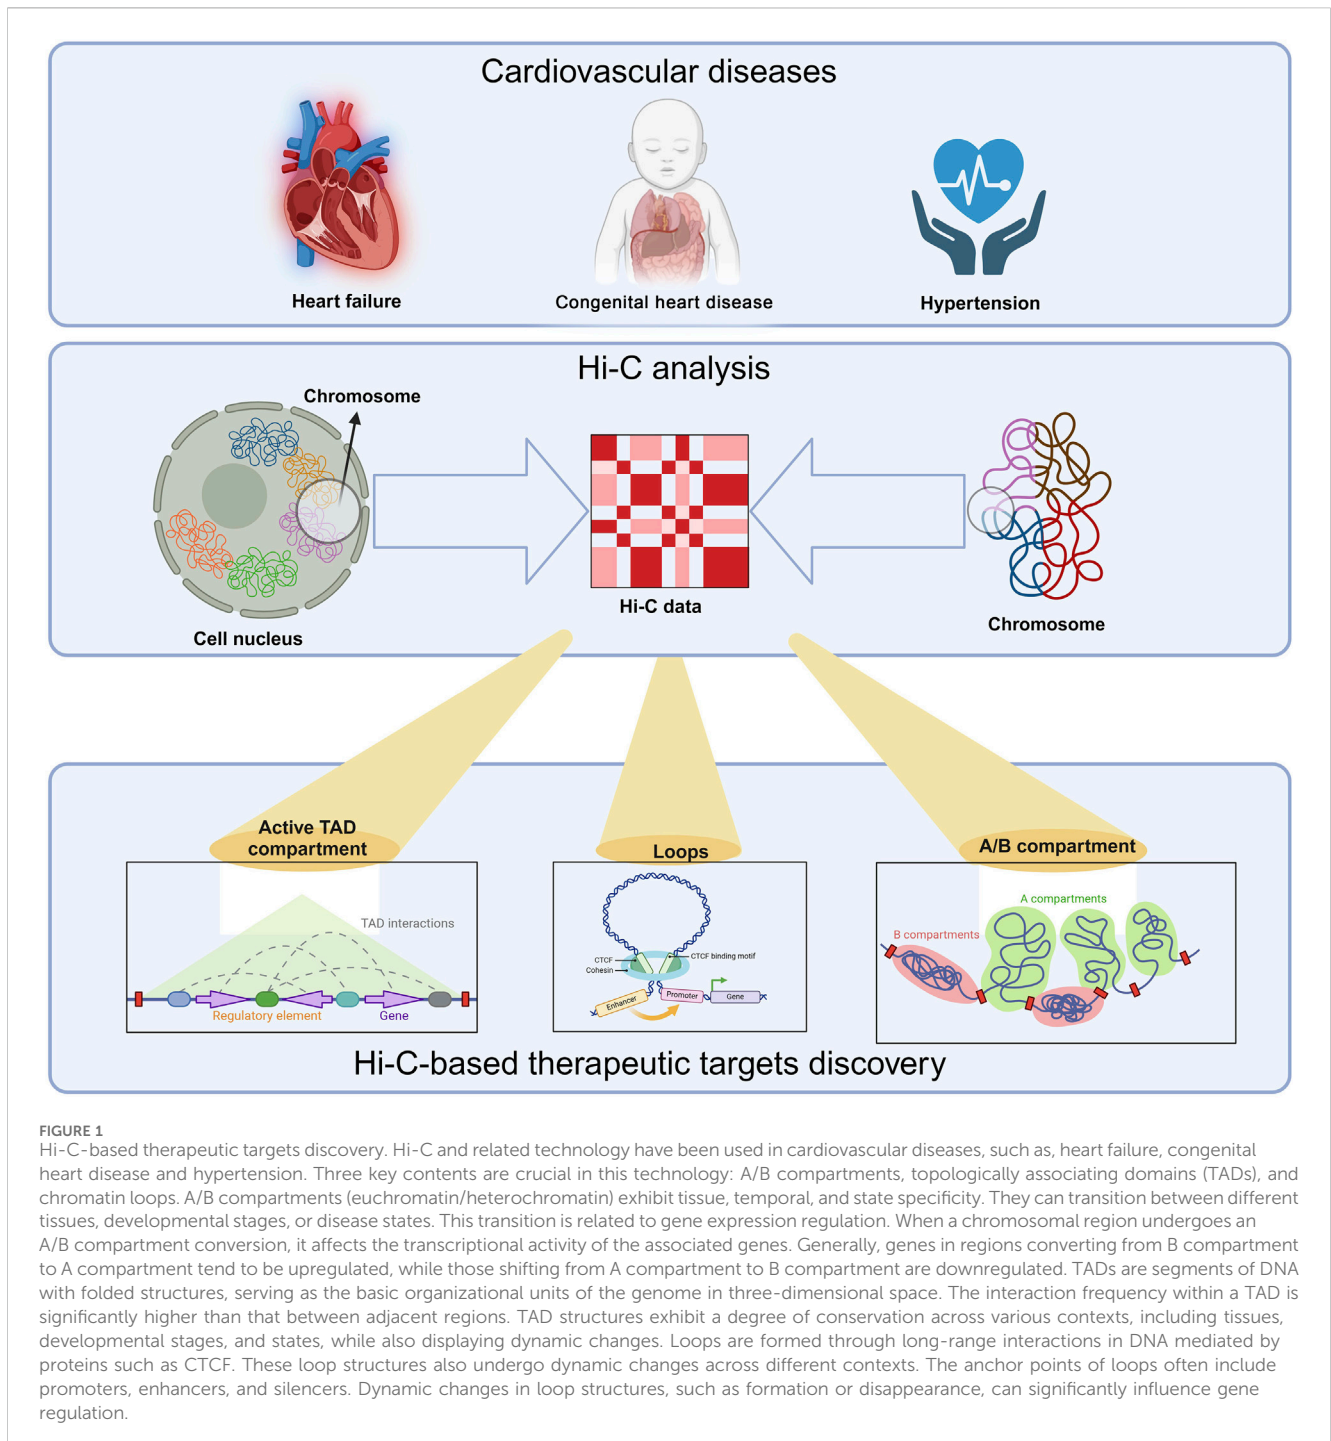 Cardiovascular diseases
Heart failure
Congenital heart disease
Hypertension
Hi-C analysis
Chromosome
Cell nucleus
Hi-C data
Chromosome
Active TAD
compartment
TAD interactions
Regulatory element
Gene
Loops
CTCF
Cohesin
CTCF binding motif
Enhancer
Promoter
Gene
A/B compartment
A compartments
B compartments
Hi-C-based therapeutic targets discovery
FIGURE 1
Hi-C-based therapeutic targets discovery. Hi-C and related technology have been used in cardiovascular diseases, such as, heart failure, congenital
heart disease and hypertension. Three key contents are crucial in this technology: A/B compartments, topologically associating domains (TADs), and
chromatin loops. A/B compartments (euchromatin/heterochromatin) exhibit tissue, temporal, and state specificity. They can transition between different
tissues, developmental stages, or disease states. This transition is related to gene expression regulation. When a chromosomal region undergoes an
A/B compartment conversion, it affects the transcriptional activity of the associated genes. Generally, genes in regions converting from B compartment
to A compartment tend to be upregulated, while those shifting from A compartment to B compartment are downregulated. TADs are segments of DNA
with folded structures, serving as the basic organizational units of the genome in three-dimensional space. The interaction frequency within a TAD is
significantly higher than that between adjacent regions. TAD structures exhibit a degree of conservation across various contexts, including tissues,
developmental stages, and states, while also displaying dynamic changes. Loops are formed through long-range interactions in DNA mediated by
proteins such as CTCF. These loop structures also undergo dynamic changes across different contexts. The anchor points of loops often include
promoters, enhancers, and silencers. Dynamic changes in loop structures, such as formation or disappearance, can significantly influence gene
regulation.